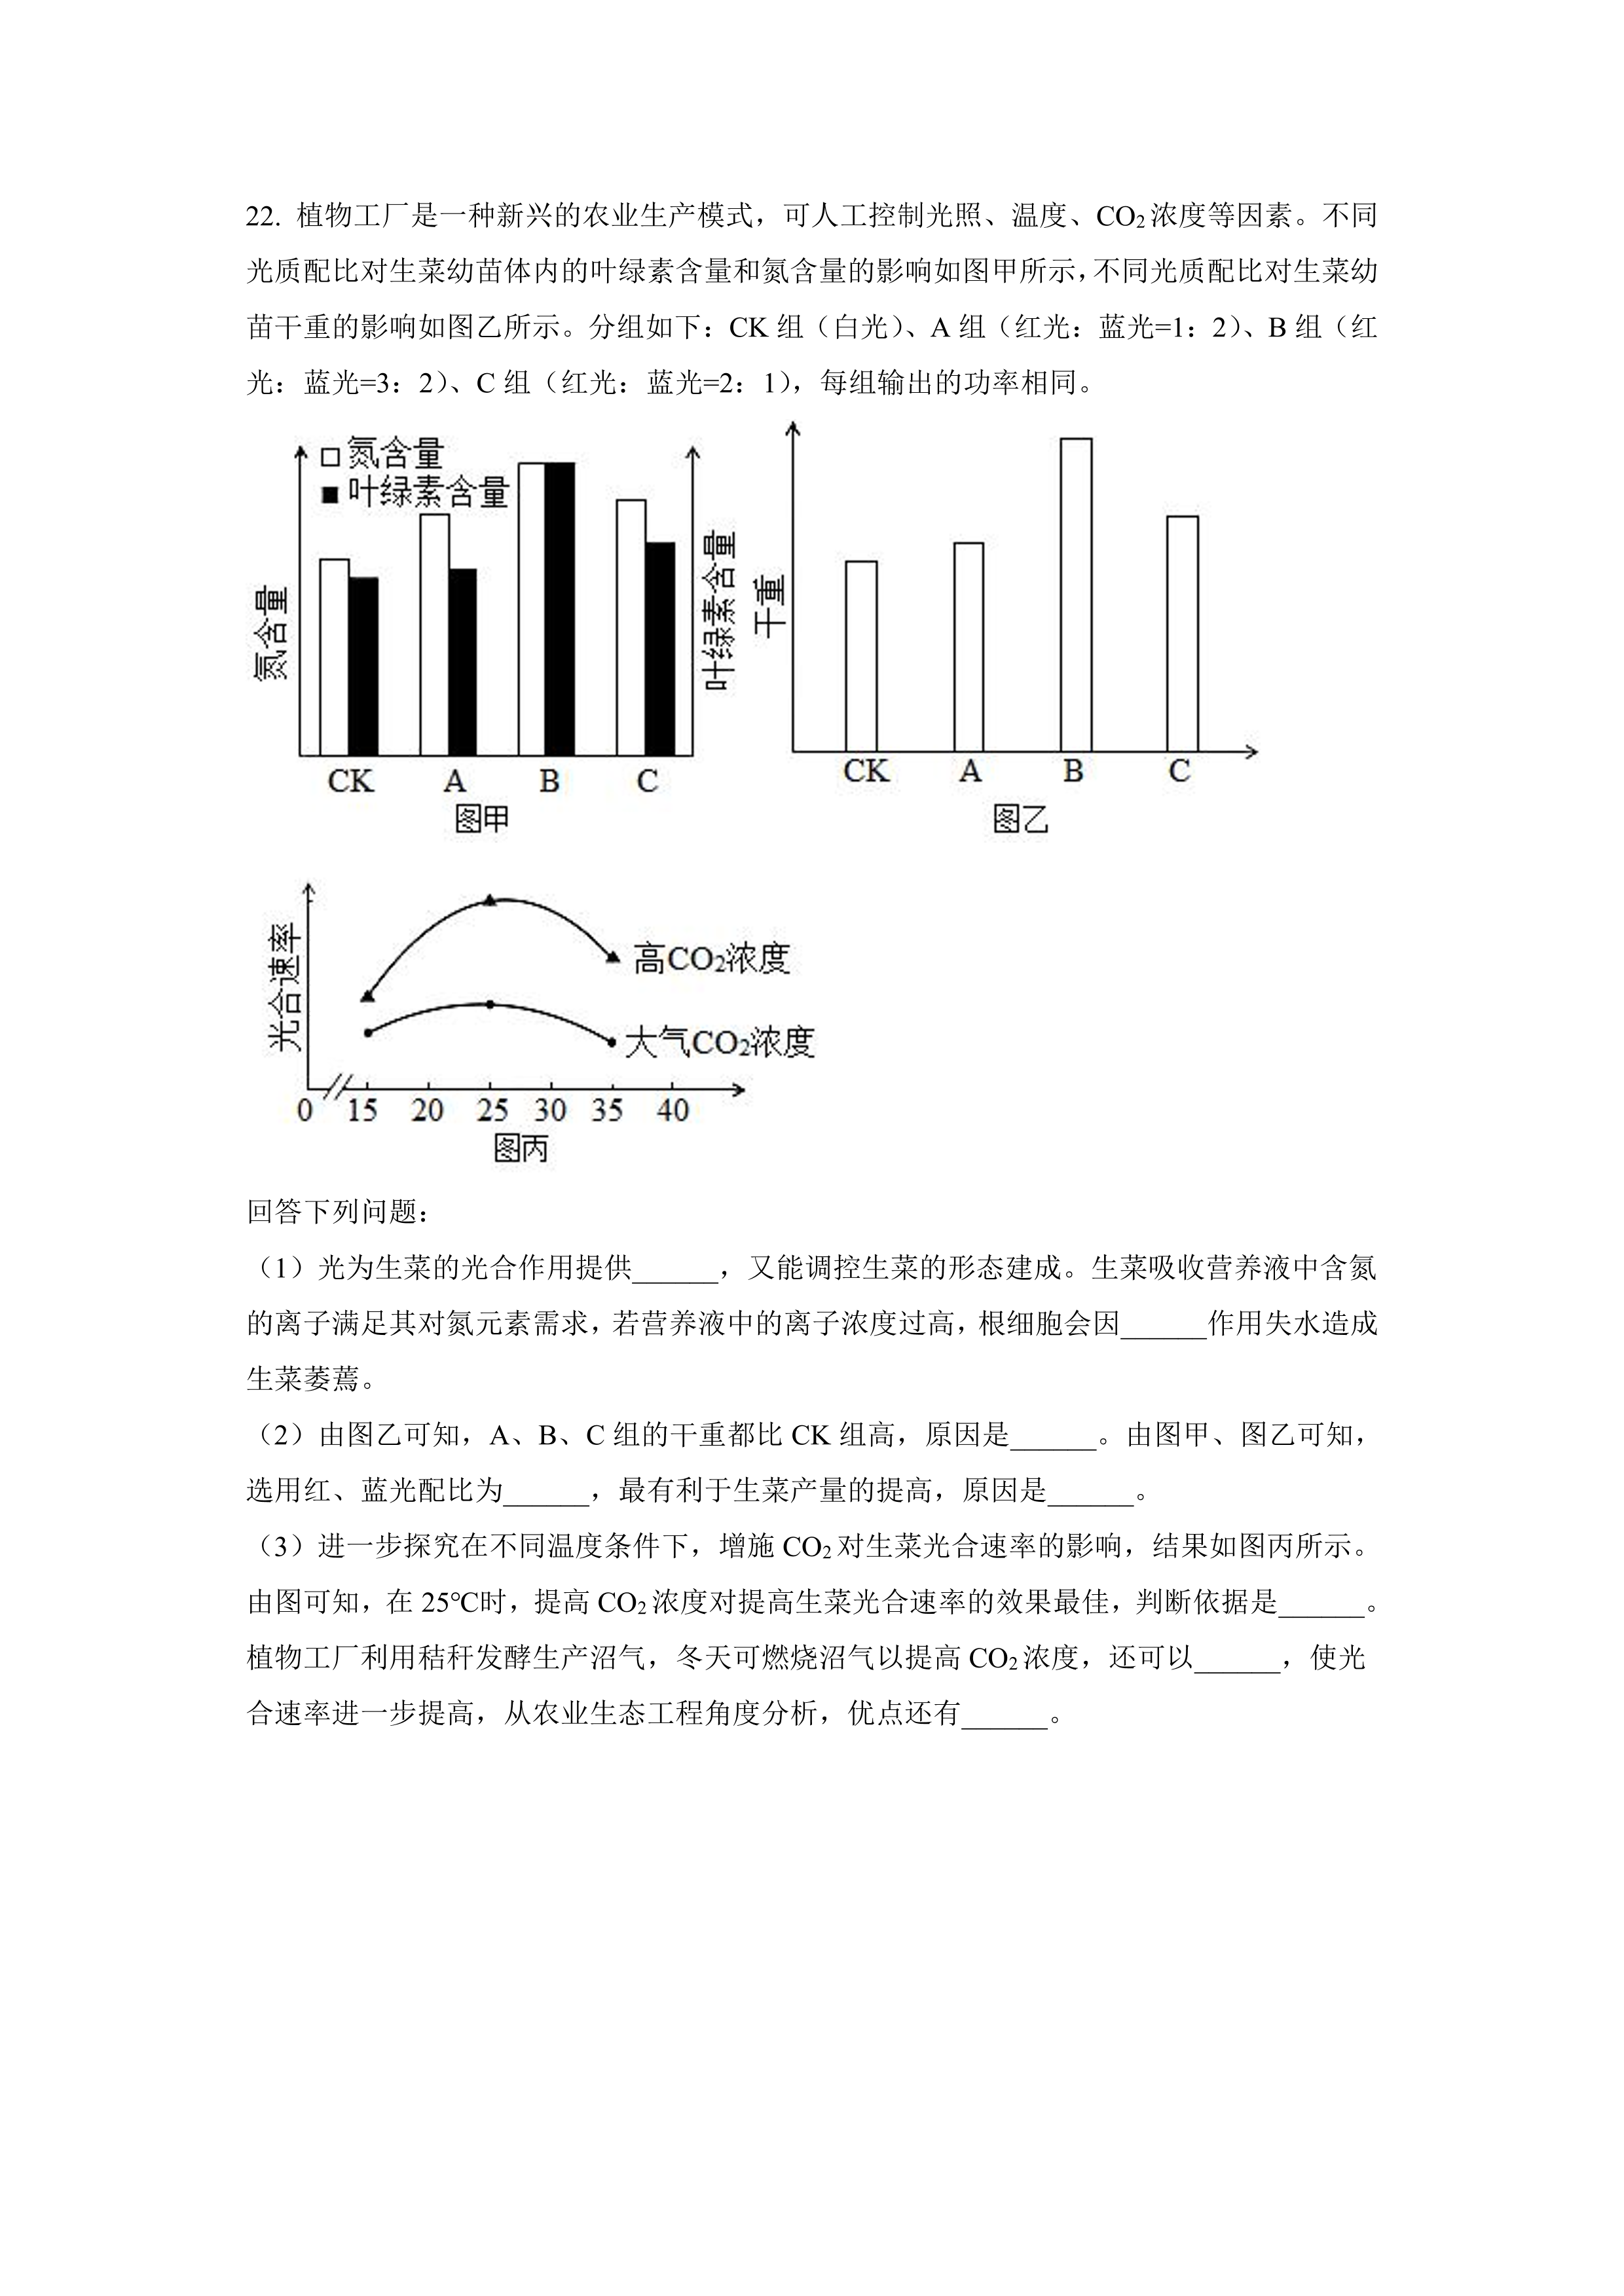 22. 植物工厂是一种新兴的农业生产模式，可人工控制光照、温度、CO₂浓度等因素。不同
光质配比对生菜幼苗体内的叶绿素含量和氮含量的影响如图甲所示，不同光质配比对生菜幼
苗干重的影响如图乙所示。分组如下：CK 组（白光）、A 组（红光：蓝光=1：2）、B 组（红
光：蓝光=3：2）、C 组（红光：蓝光=2：1），每组输出的功率相同。
氮含量
叶绿素含量
氮含量
叶绿素含量
CK A B C
图甲
干重
CK A B C
图乙
光合速率
高CO₂浓度
大气CO₂浓度
0 15 20 25 30 35 40
图丙
回答下列问题：
（1）光为生菜的光合作用提供______，又能调控生菜的形态建成。生菜吸收营养液中含氮
的离子满足其对氮元素需求，若营养液中的离子浓度过高，根细胞会因______作用失水造成
生菜萎蔫。
（2）由图乙可知，A、B、C 组的干重都比 CK 组高，原因是______。由图甲、图乙可知，
选用红、蓝光配比为______，最有利于生菜产量的提高，原因是______。
（3）进一步探究在不同温度条件下，增施 CO₂对生菜光合速率的影响，结果如图丙所示。
由图可知，在 25℃时，提高 CO₂浓度对提高生菜光合速率的效果最佳，判断依据是______。
植物工厂利用秸秆发酵生产沼气，冬天可燃烧沼气以提高 CO₂浓度，还可以______，使光
合速率进一步提高，从农业生态工程角度分析，优点还有______。